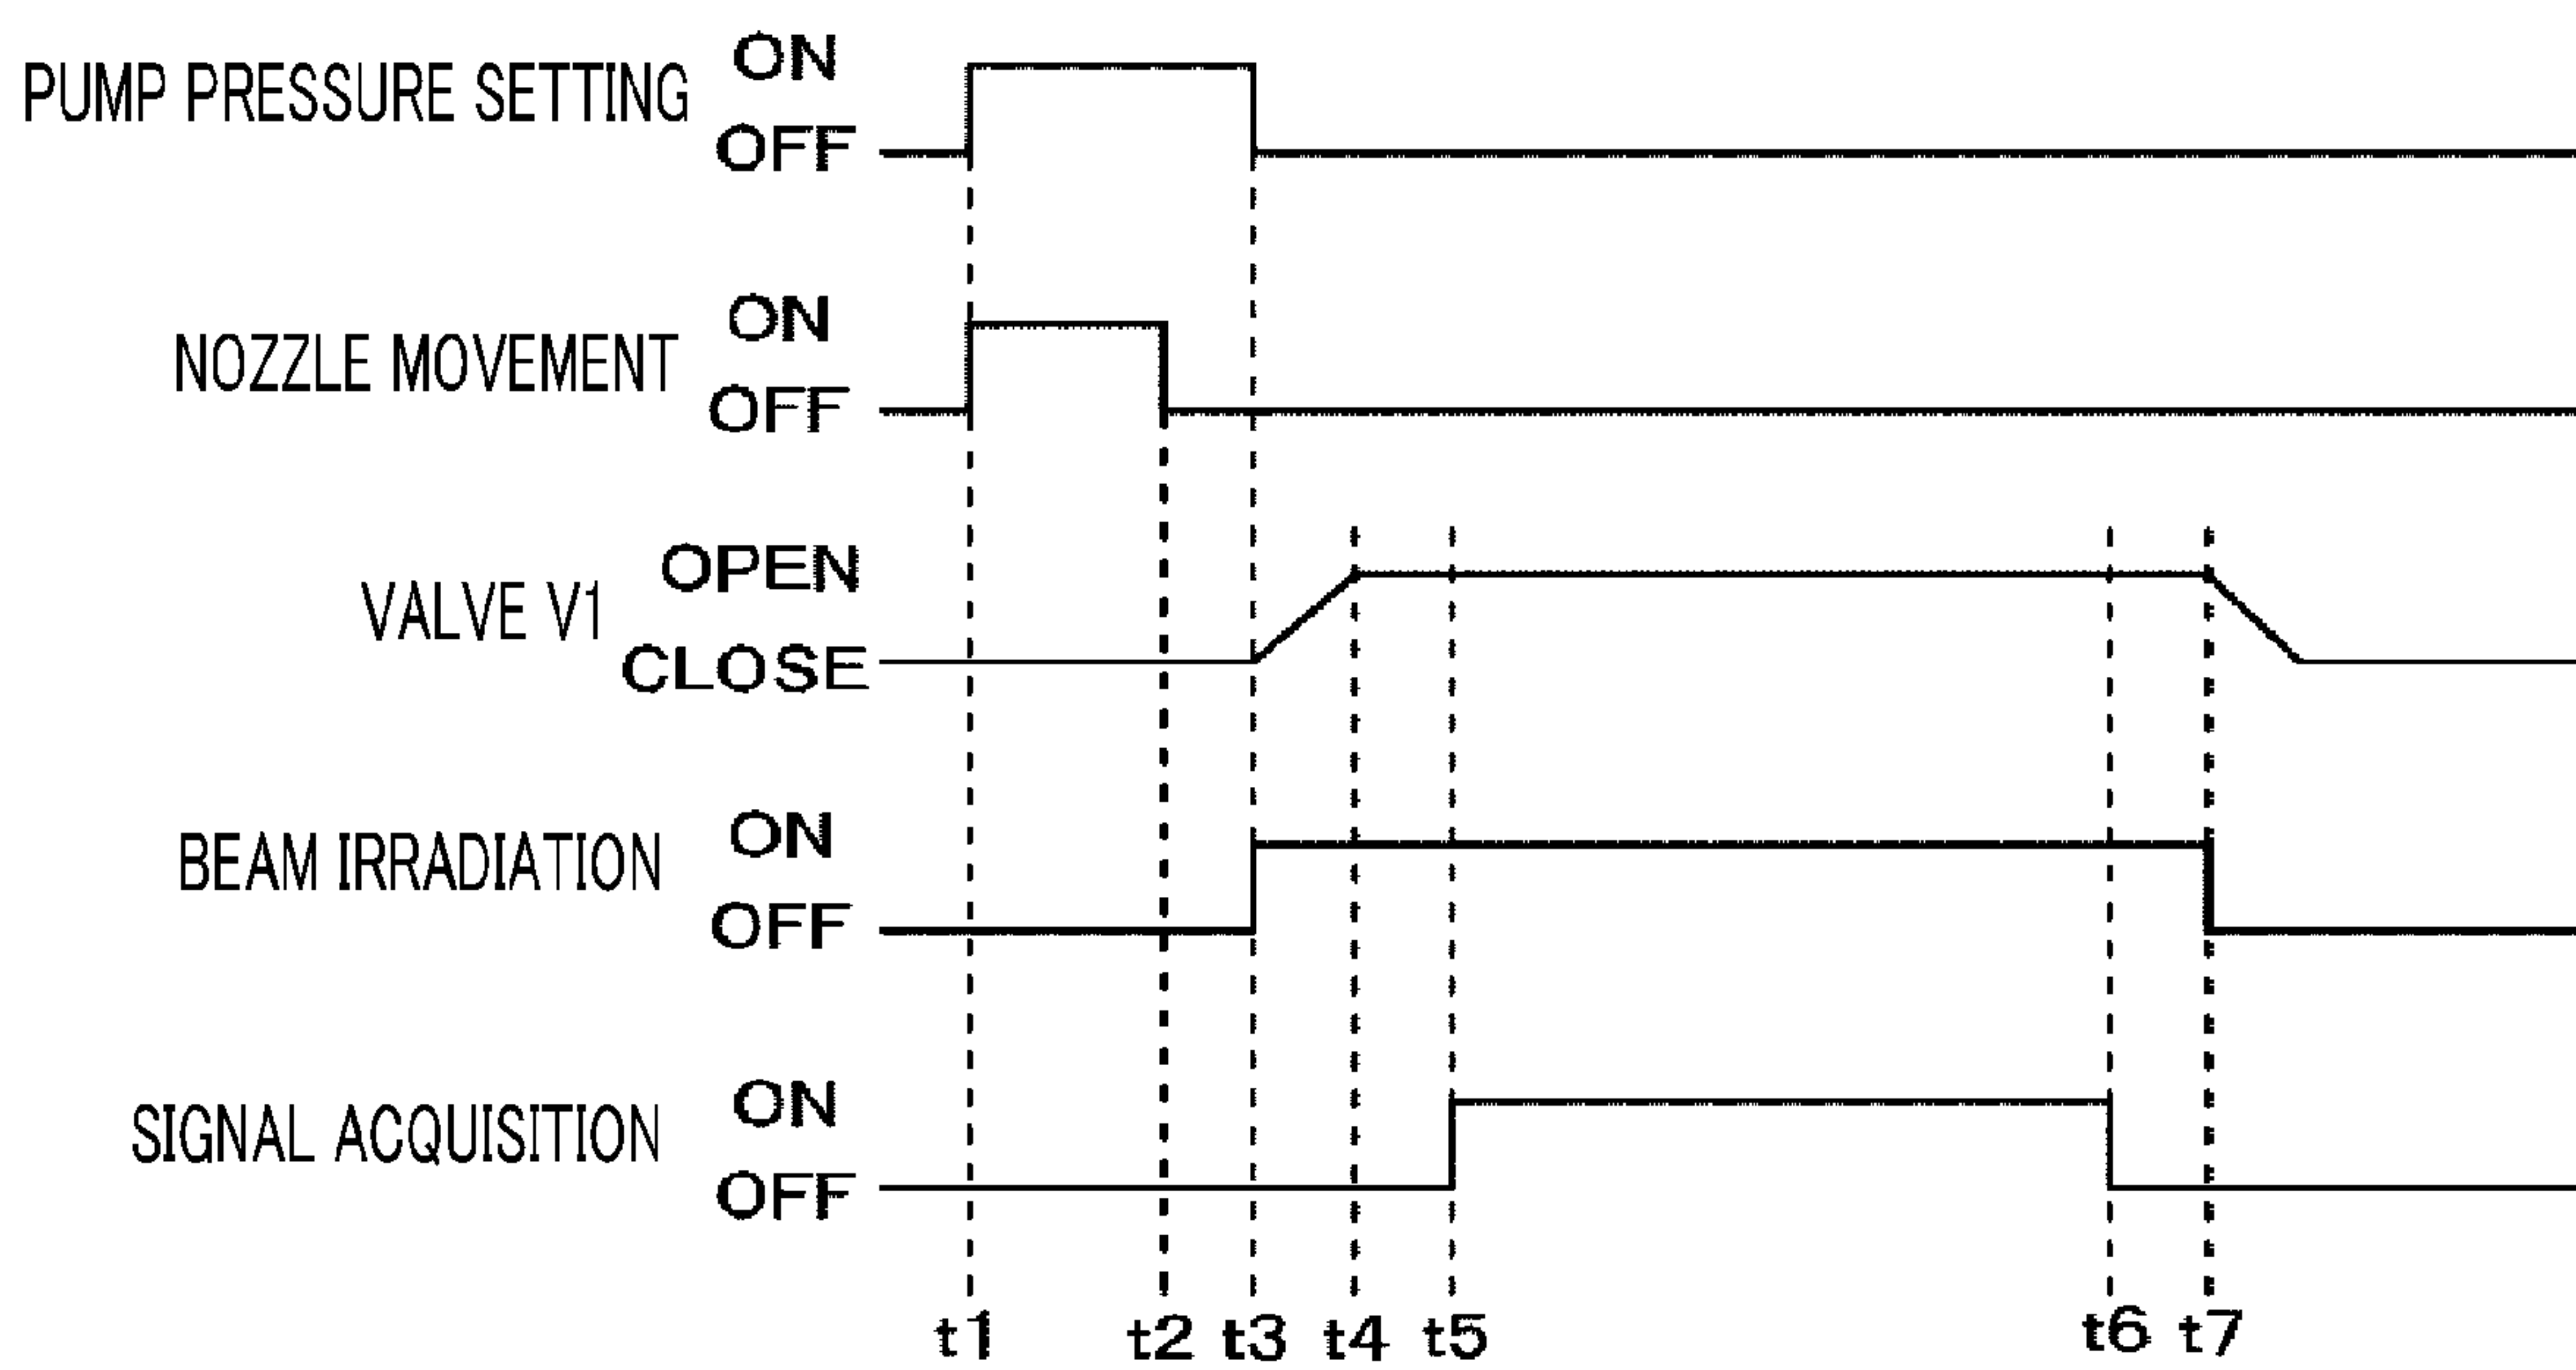 ON
PUMP PRESSURE SETTING
OFF
ON
NOZZLE MOVEMENT
OFF
OPEN
VALVE V1
CLOSE
ON
BEAM IRRADIATION
OFF
ON
SIGNAL ACQUISITION
OFF
t1 t2 t3 t4 t5 t6 t7